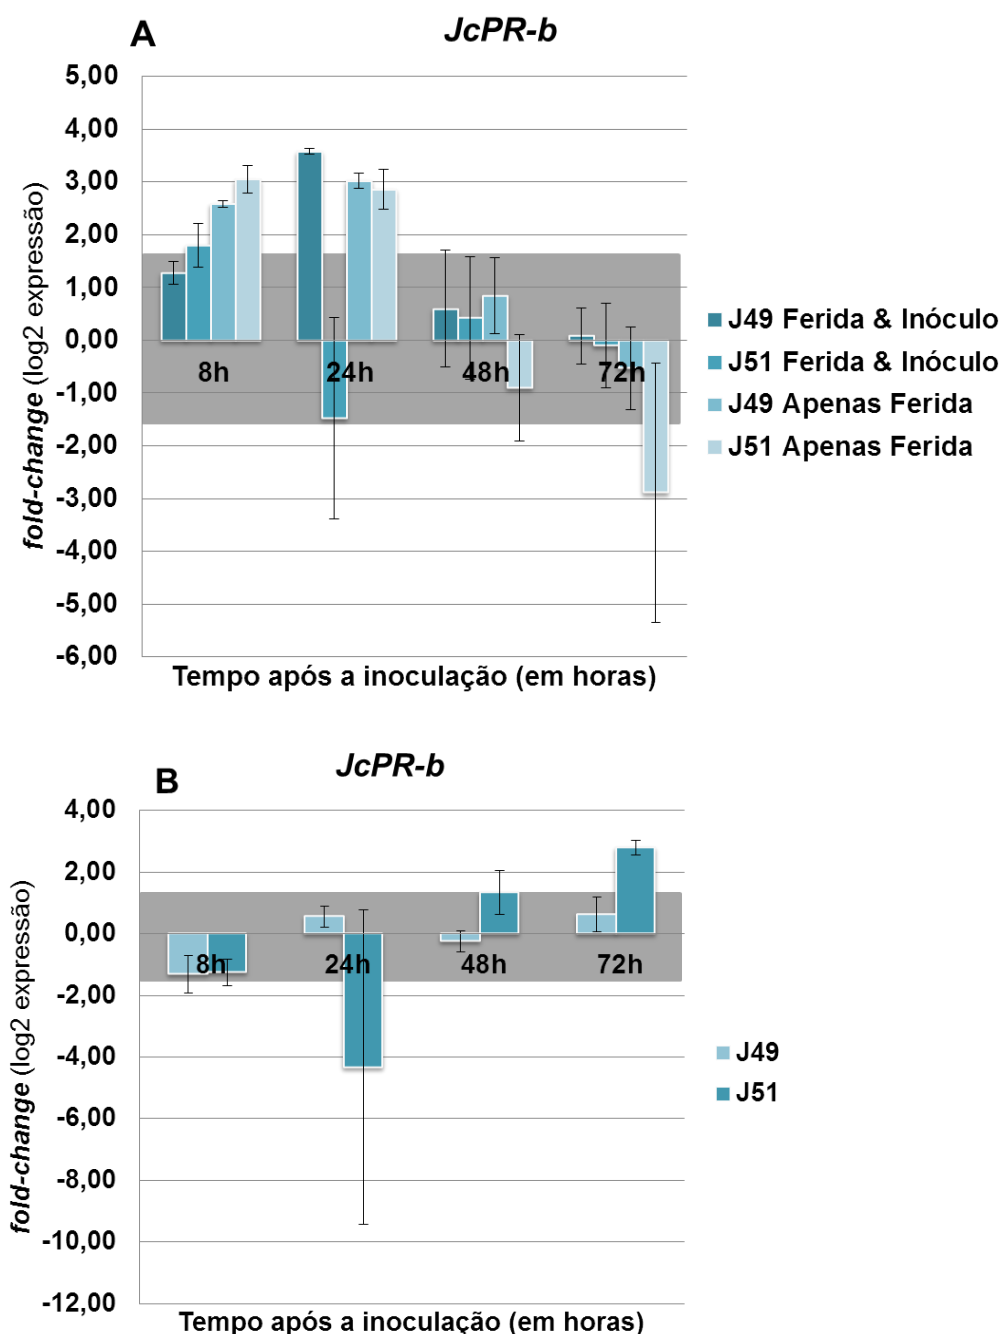 A
JcPR-b
5,00
4,00
3,00
2,00
1,00
0,00
-1,00
-2,00
-3,00
-4,00
-5,00
-6,00
fold-change (log2 expressão)
8h
24h
48h
72h
J49 Ferida & Inóculo
J51 Ferida & Inóculo
J49 Apenas Ferida
J51 Apenas Ferida
Tempo após a inoculação (em horas)
B
JcPR-b
4,00
2,00
0,00
-2,00
-4,00
-6,00
-8,00
-10,00
-12,00
fold-change (log2 expressão)
8h
24h
48h
72h
J49
J51
Tempo após a inoculação (em horas)